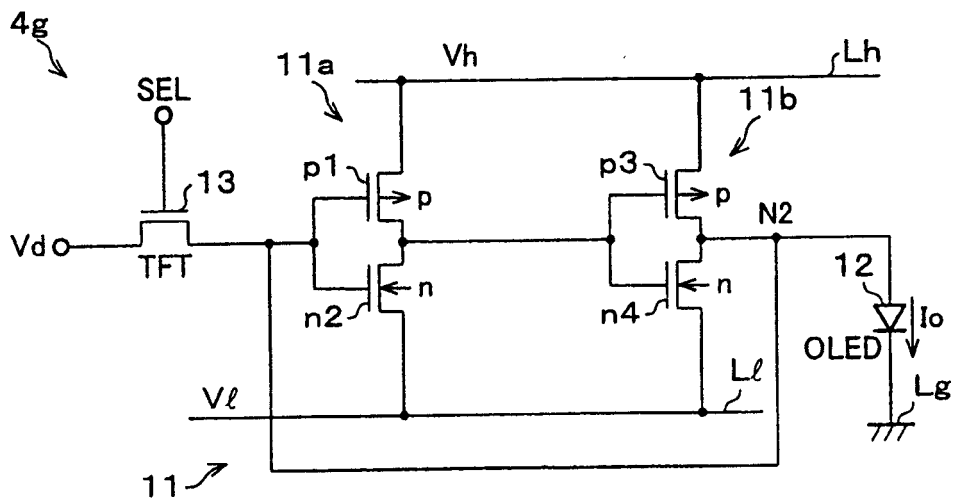 4g
Vh
Lh
11a
SEL
11b
p1
p3
13
p
p
N2
Vd
TFT
12
n
n
n2
n4
Io
OLED
Vℓ
Lℓ
Lg
11